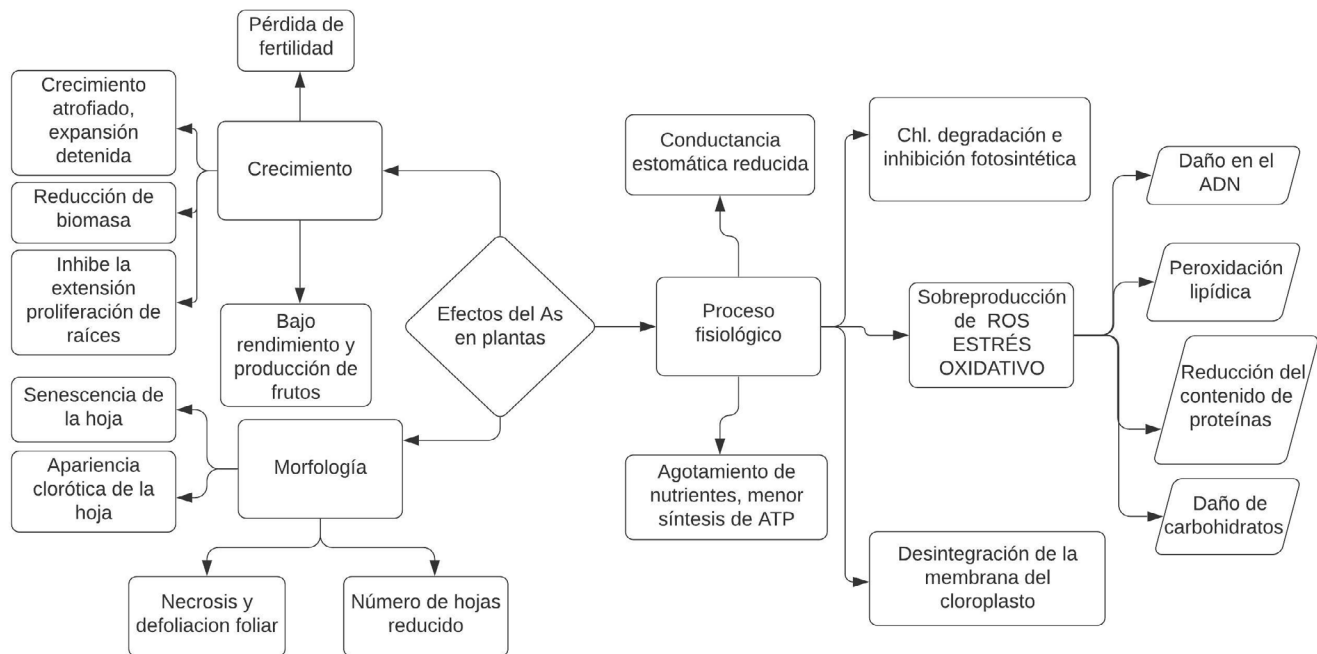 Pérdida de
fertilidad
Crecimiento
atrofiado,
expansión
detenida
Crecimiento
Reducción de
biomasa
Inhibe la
extensión
proliferación de
raíces
Bajo
rendimiento y
producción de
frutos
Efectos del As
en plantas
Senescencia de
la hoja
Apariencia
clorótica de la
hoja
Morfología
Necrosis y
defoliacion foliar
Número de hojas
reducido
Conductancia
estomática reducida
Proceso
fisiológico
Agotamiento de
nutrientes, menor
síntesis de ATP
Chl. degradación e
inhibición fotosintética
Sobreproducción
de ROS
ESTRÉS
OXIDATIVO
Desintegración de la
membrana del
cloroplasto
Daño en el
ADN
Peroxidación
lipídica
Reducción del
contenido de
proteínas
Daño de
carbohidratos